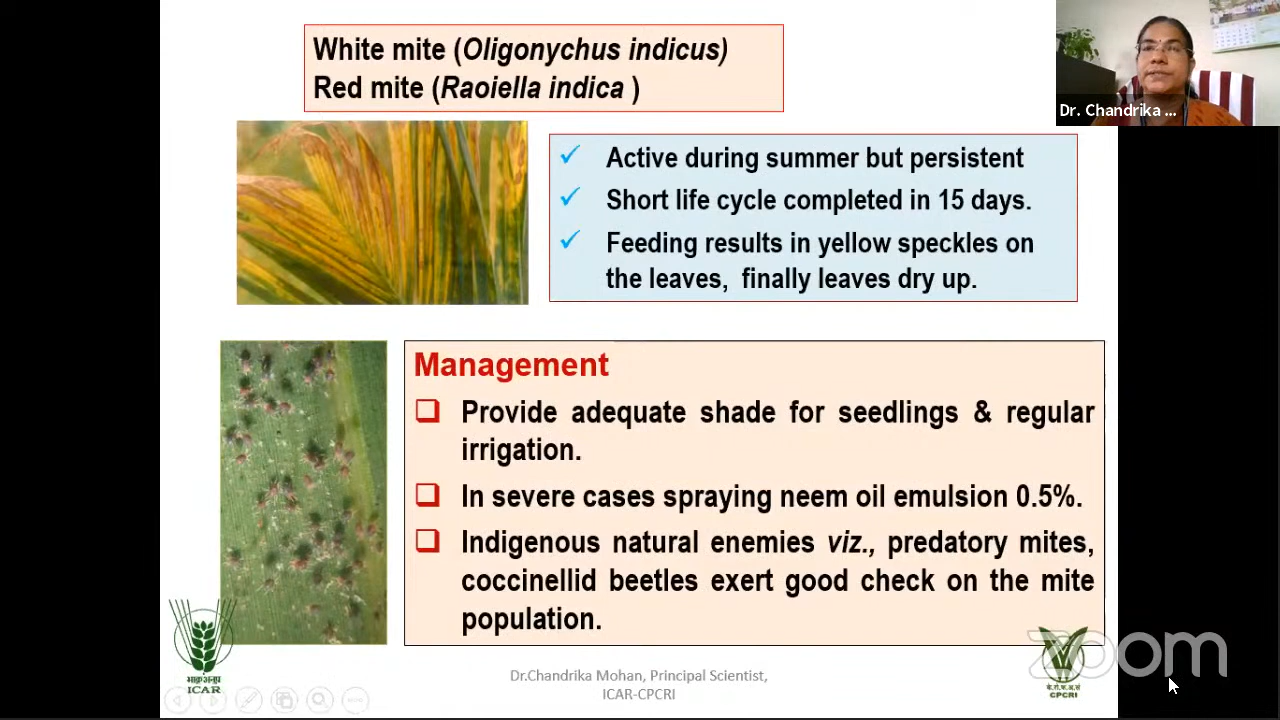 White mite (Oligonychus indicus)
Red mite (Raoiella indica )
Dr. Chandrika ...
Active during summer but persistent
Short life cycle completed in 15 days.
Feeding results in yellow speckles on
the leaves, finally leaves dry up.
Management
Provide adequate shade for seedlings & regular
irrigation.
In severe cases spraying neem oil emulsion 0.5%.
Indigenous natural enemies viz., predatory mites,
coccinellid beetles exert good check on the mite
population.
भाकृअनुप
ICAR
Dr.Chandrika Mohan, Principal Scientist,
ICAR-CPCRI
CPCRI
zoom